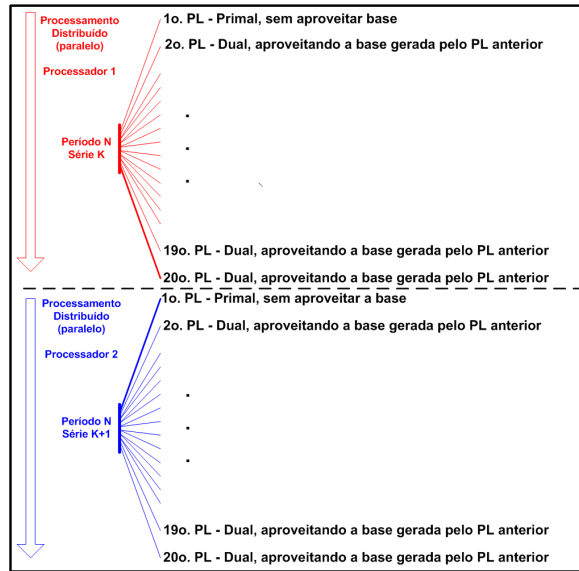 Processamento
Distribuído
(paralelo)
Processador 1
Período N
Série K
1o. PL - Primal, sem aproveitar base
2o. PL - Dual, aproveitando a base gerada pelo PL anterior
.
.
.
19o. PL - Dual, aproveitando a base gerada pelo PL anterior
20o. PL - Dual, aproveitando a base gerada pelo PL anterior
Processamento
Distribuído
(paralelo)
Processador 2
Período N
Série K+1
1o. PL - Primal, sem aproveitar a base
2o. PL - Dual, aproveitando a base gerada pelo PL anterior
.
.
.
19o. PL - Dual, aproveitando a base gerada pelo PL anterior
20o. PL - Dual, aproveitando a base gerada pelo PL anterior